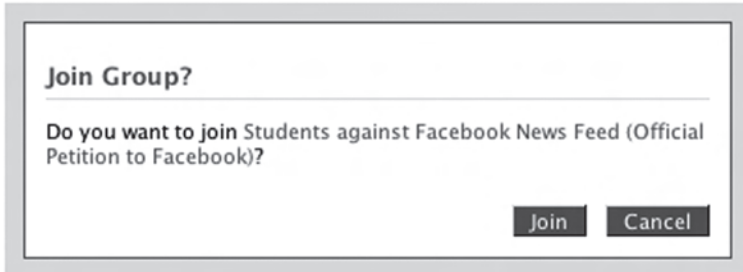 Join Group?
Do you want to join Students against Facebook News Feed (Official
Petition to Facebook)?
Join Cancel